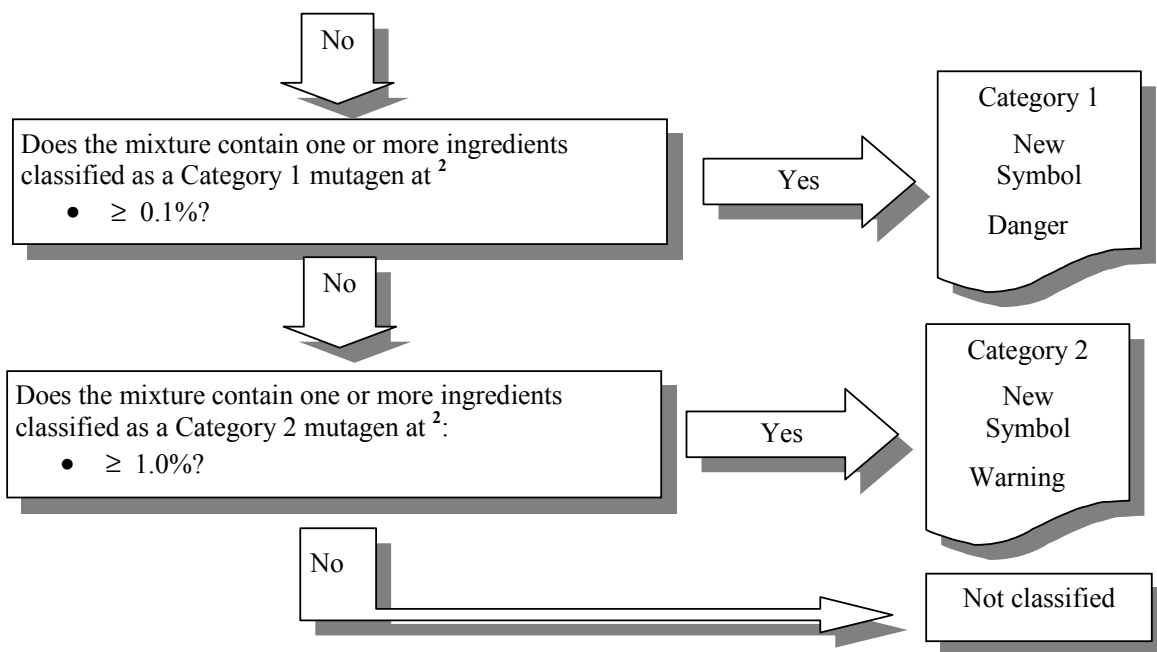 No
Does the mixture contain one or more ingredients
classified as a Category 1 mutagen at ²
• ≥ 0.1%?
Yes
Category 1
New
Symbol
Danger
No
Does the mixture contain one or more ingredients
classified as a Category 2 mutagen at ²:
• ≥ 1.0%?
Yes
Category 2
New
Symbol
Warning
No
Not classified